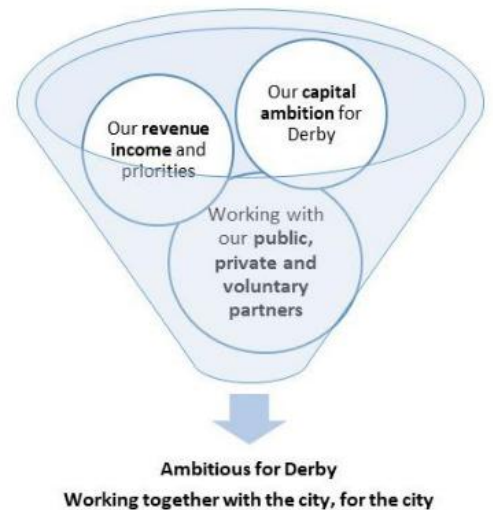 Our revenue
income and
priorities
Our capital
ambition for
Derby
Working with
our public,
private and
voluntary
partners
Ambitious for Derby
Working together with the city, for the city